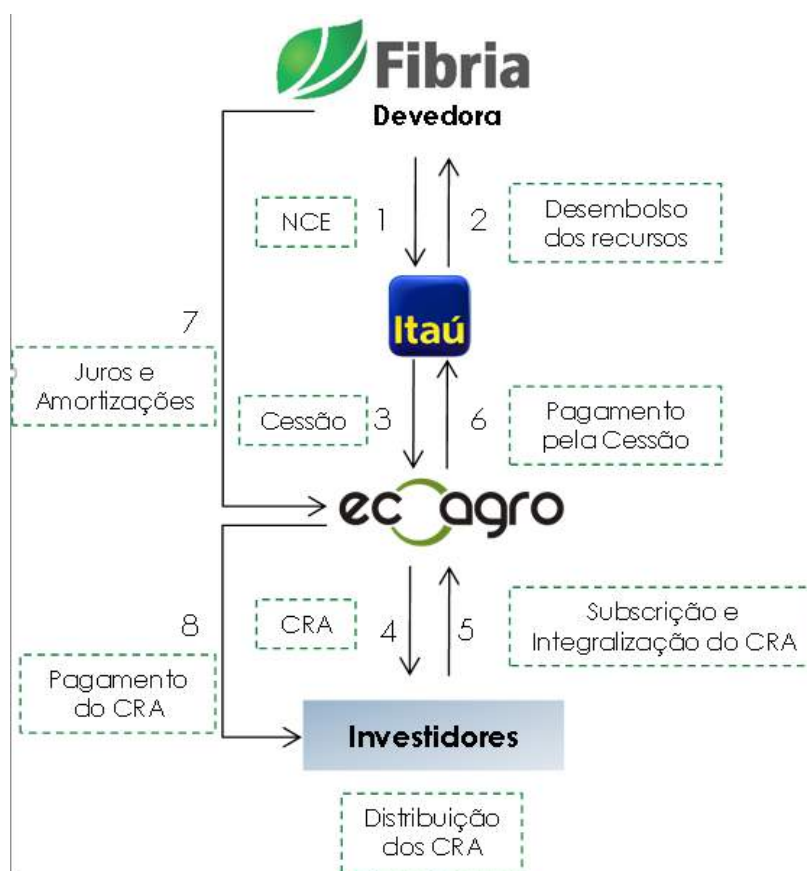 Fibria
Devedora
NCE
1
2
Desembolso
dos recursos
Itaú
7
Juros e
Amortizações
Cessão
3
6
Pagamento
pela Cessão
ecoagro
8
CRA
4
5
Subscrição e
Integralização do CRA
Pagamento
do CRA
Investidores
Distribuição
dos CRA